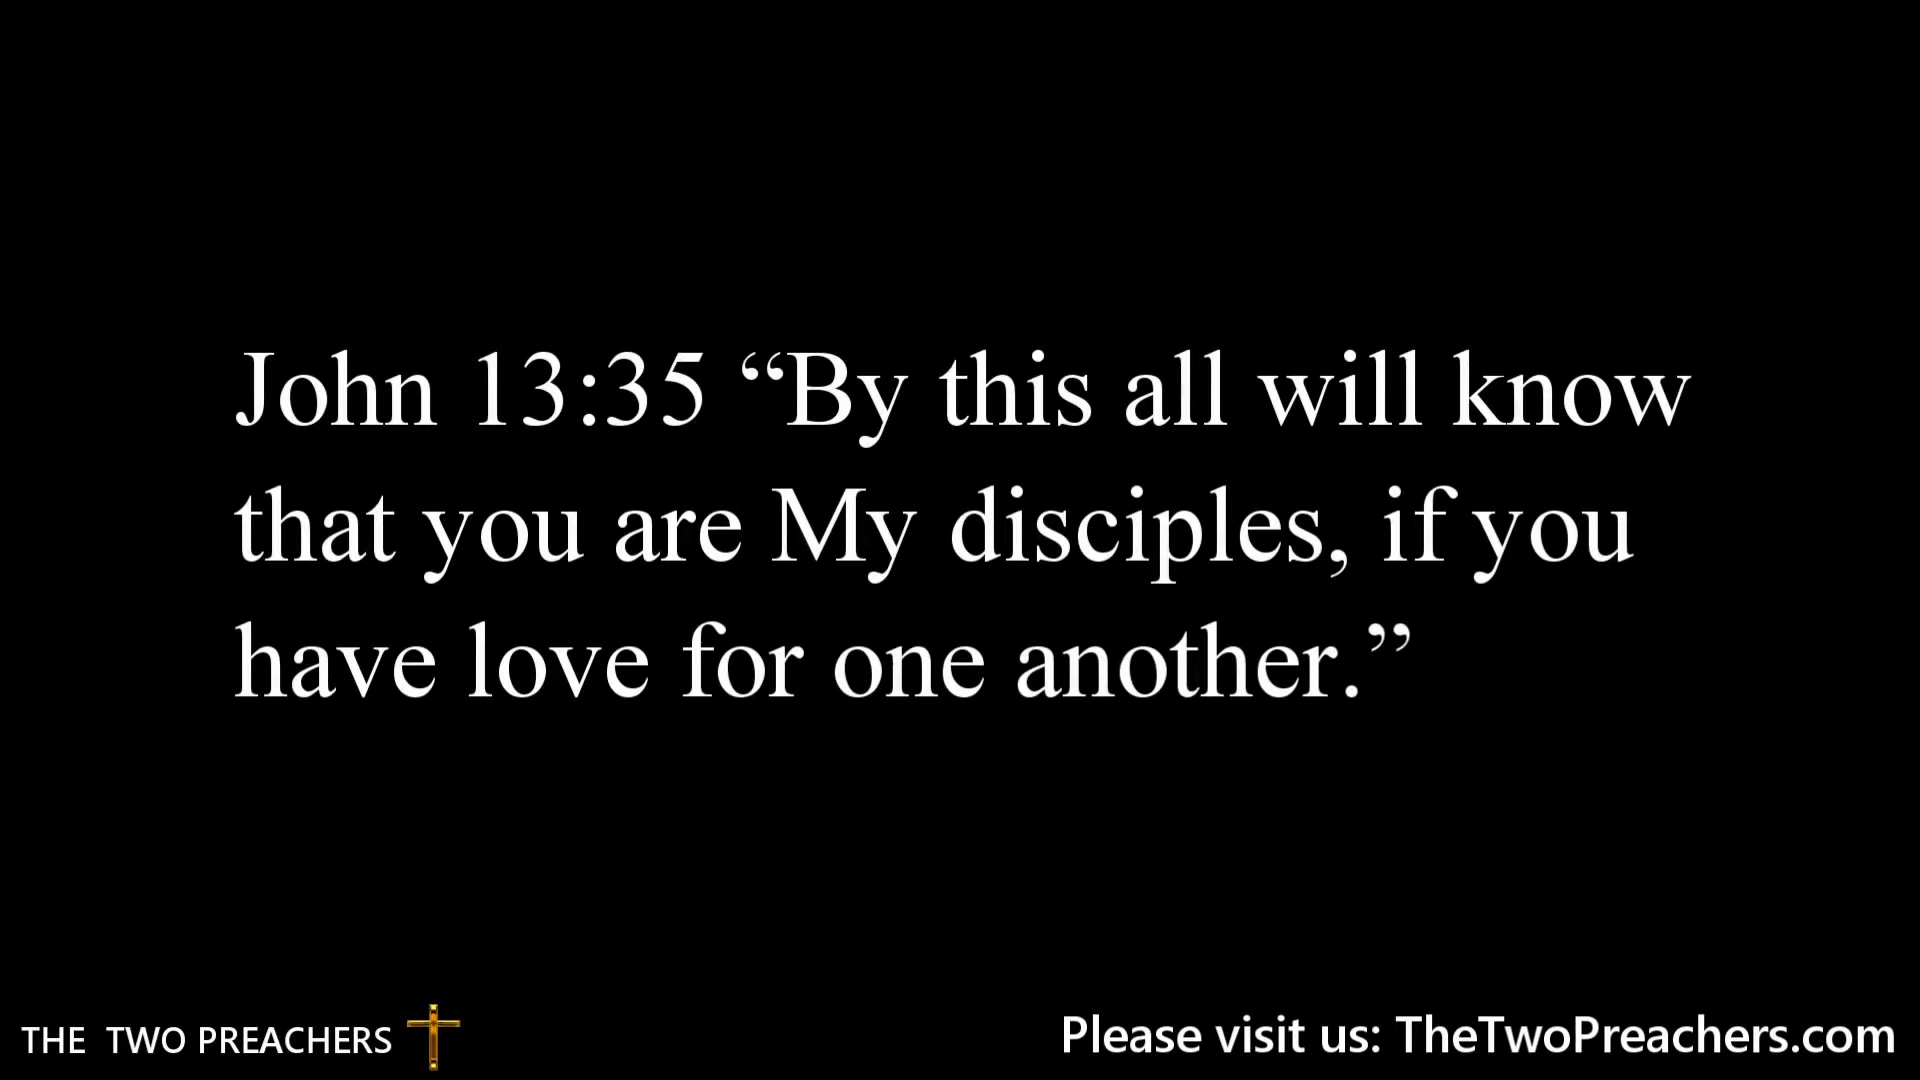 John 13:35 “By this all will know
that you are My disciples, if you
have love for one another.”
THE TWO PREACHERS
Please visit us: TheTwoPreachers.com